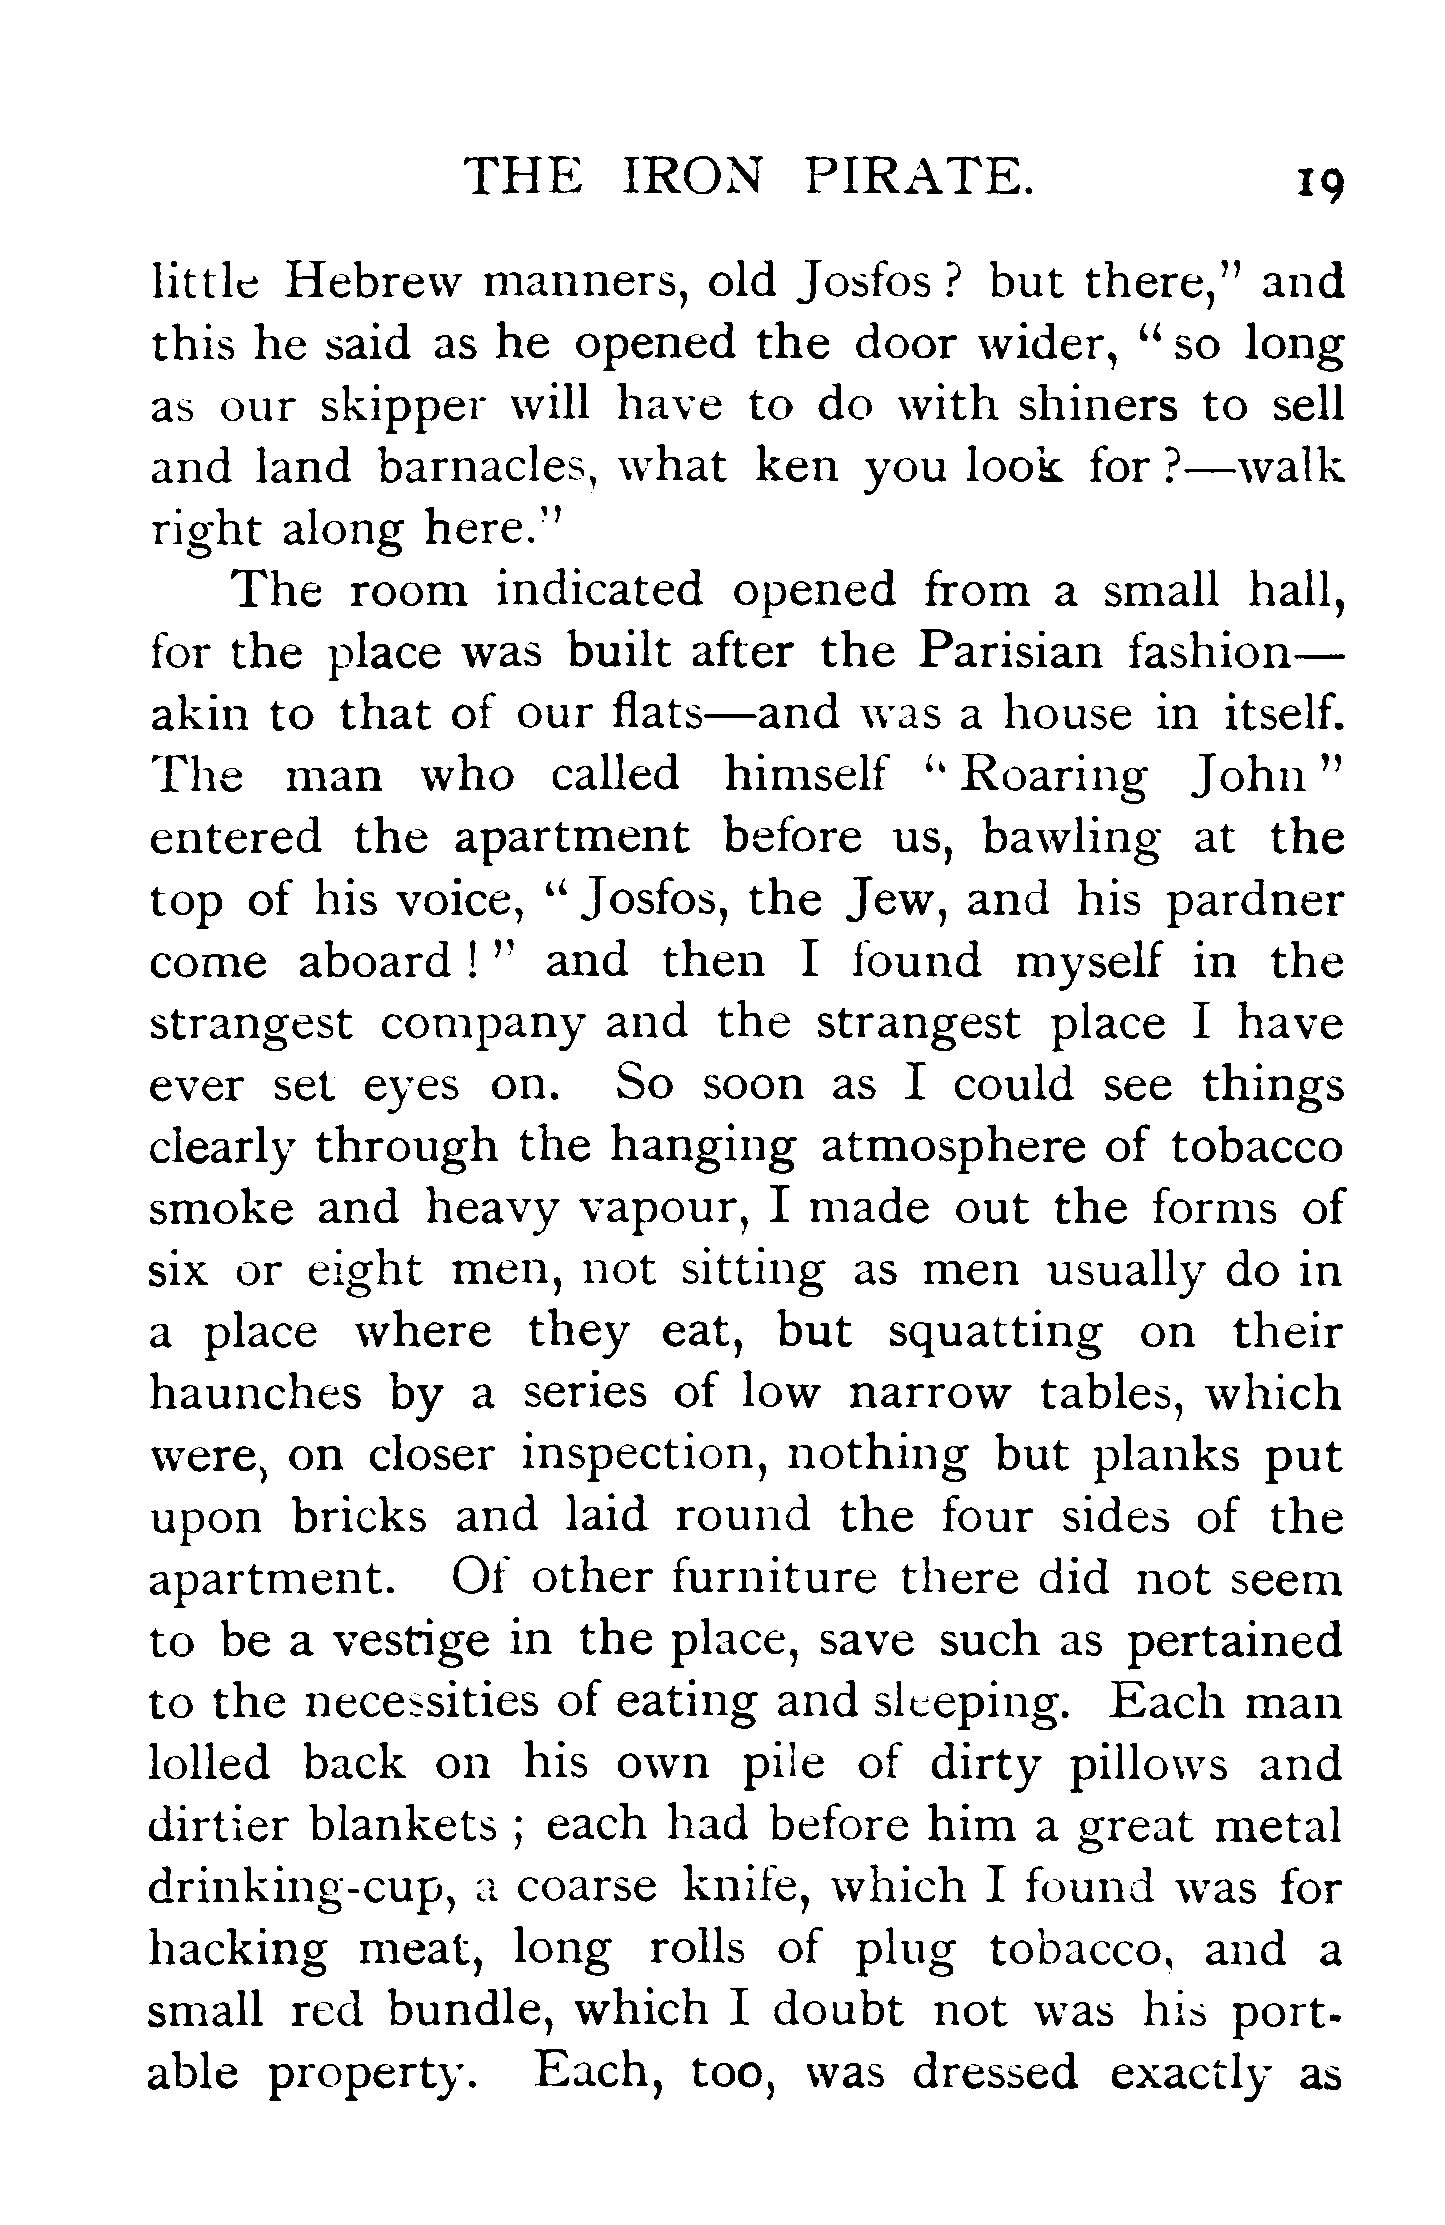 THE IRON PIRATE. 19
little Hebrew manners, old Josfos? but there,” and
this he said as he opened the door wider, “so long
as our skipper will have to do with shiners to sell
and land barnacles, what ken you look for?—walk
right along here.”
The room indicated opened from a small hall,
for the place was built after the Parisian fashion—
akin to that of our flats—and was a house in itself.
The man who called himself “Roaring John”
entered the apartment before us, bawling at the
top of his voice, “Josfos, the Jew, and his pardner
come aboard!” and then I found myself in the
strangest company and the strangest place I have
ever set eyes on. So soon as I could see things
clearly through the hanging atmosphere of tobacco
smoke and heavy vapour, I made out the forms of
six or eight men, not sitting as men usually do in
a place where they eat, but squatting on their
haunches by a series of low narrow tables, which
were, on closer inspection, nothing but planks put
upon bricks and laid round the four sides of the
apartment. Of other furniture there did not seem
to be a vestige in the place, save such as pertained
to the necessities of eating and sleeping. Each man
lolled back on his own pile of dirty pillows and
dirtier blankets; each had before him a great metal
drinking-cup, a coarse knife, which I found was for
hacking meat, long rolls of plug tobacco, and a
small red bundle, which I doubt not was his port-
able property. Each, too, was dressed exactly as